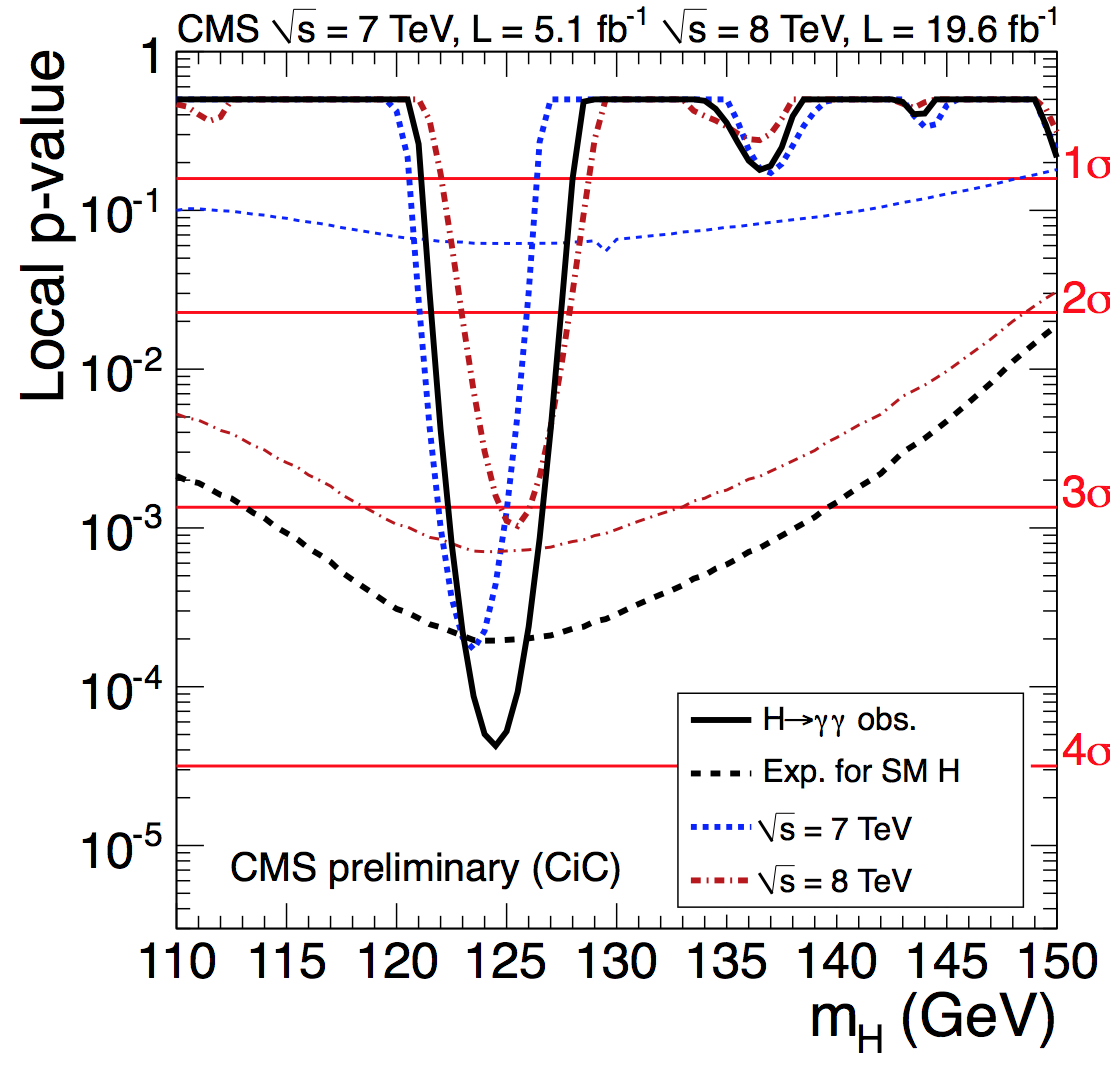 CMS √s = 7 TeV, L = 5.1 fb⁻¹ √s = 8 TeV, L = 19.6 fb⁻¹
Local p-value
1
10⁻¹
10⁻²
10⁻³
10⁻⁴
10⁻⁵
1σ
2σ
3σ
4σ
H→γγ obs.
Exp. for SM H
√s = 7 TeV
√s = 8 TeV
CMS preliminary (CiC)
110 115 120 125 130 135 140 145 150
m_H (GeV)